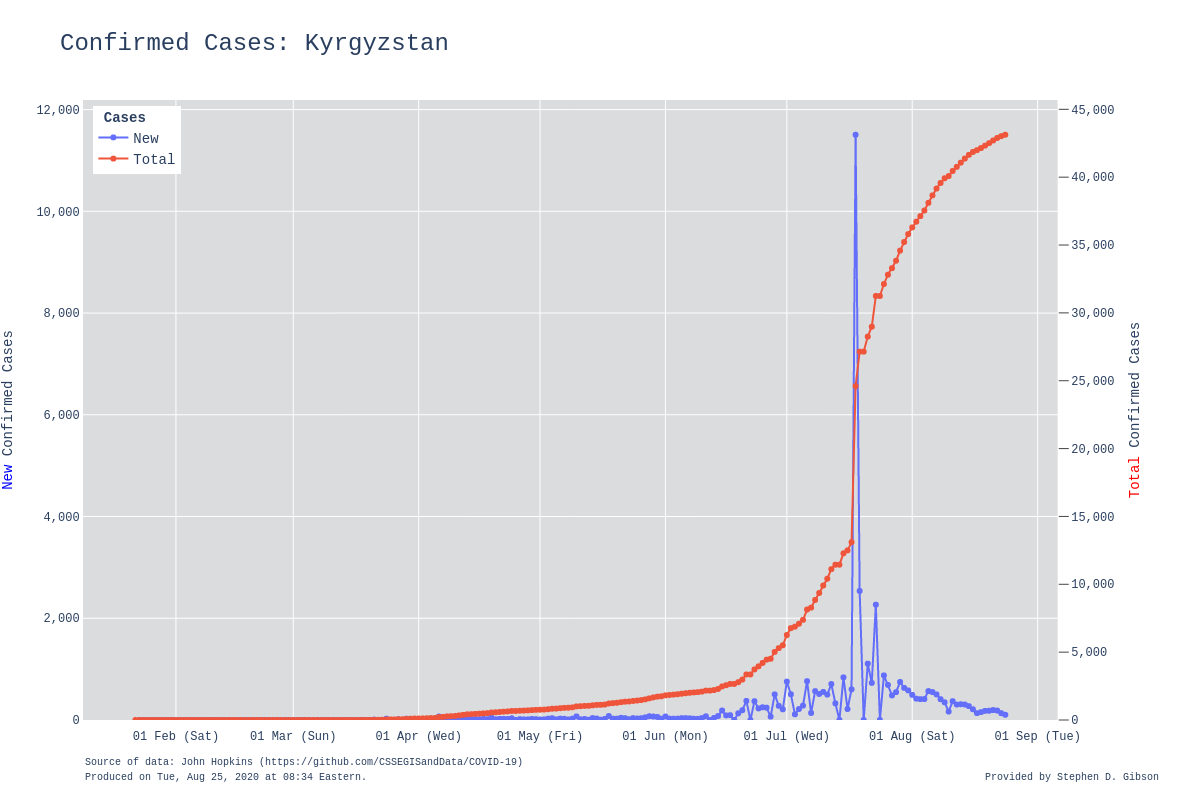 Confirmed Cases: Kyrgyzstan
Cases
New
Total
12,000
10,000
8,000
6,000
4,000
2,000
0
New Confirmed Cases
45,000
40,000
35,000
30,000
25,000
20,000
15,000
10,000
5,000
0
Total Confirmed Cases
01 Feb (Sat)
01 Mar (Sun)
01 Apr (Wed)
01 May (Fri)
01 Jun (Mon)
01 Jul (Wed)
01 Aug (Sat)
01 Sep (Tue)
Source of data: John Hopkins (https://github.com/CSSEGISandData/COVID-19)
Produced on Tue, Aug 25, 2020 at 08:34 Eastern.
Provided by Stephen D. Gibson